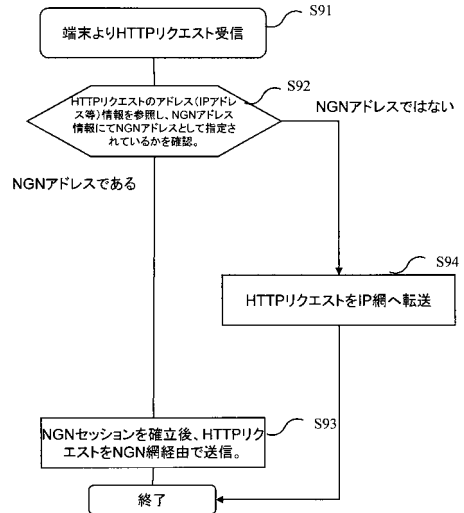 S91
端末よりHTTPリクエスト受信
S92
HTTPリクエストのアドレス(IPアドレ
ス等)情報を参照し、NGNアドレス
情報にてNGNアドレスとして指定さ
れているかを確認。
NGNアドレスではない
NGNアドレスである
S94
HTTPリクエストをIP網へ転送
S93
NGNセッションを確立後、HTTPリク
エストをNGN網経由で送信。
終了